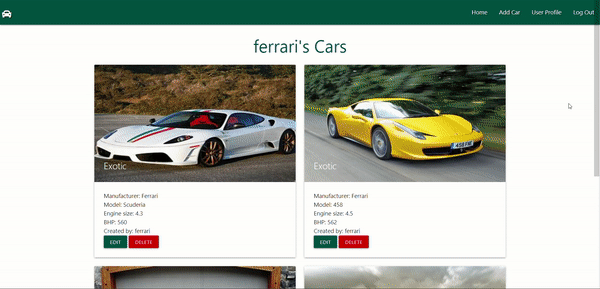 Home Add Car User Profile Log Out
ferrari's Cars
Exotic
Manufacturer: Ferrari
Model: Scuderia
Engine size: 4.3
BHP: 560
Created by: ferrari
EDIT DELETE
Exotic
Manufacturer: Ferrari
Model: 458
Engine size: 4.5
BHP: 562
Created by: ferrari
EDIT DELETE